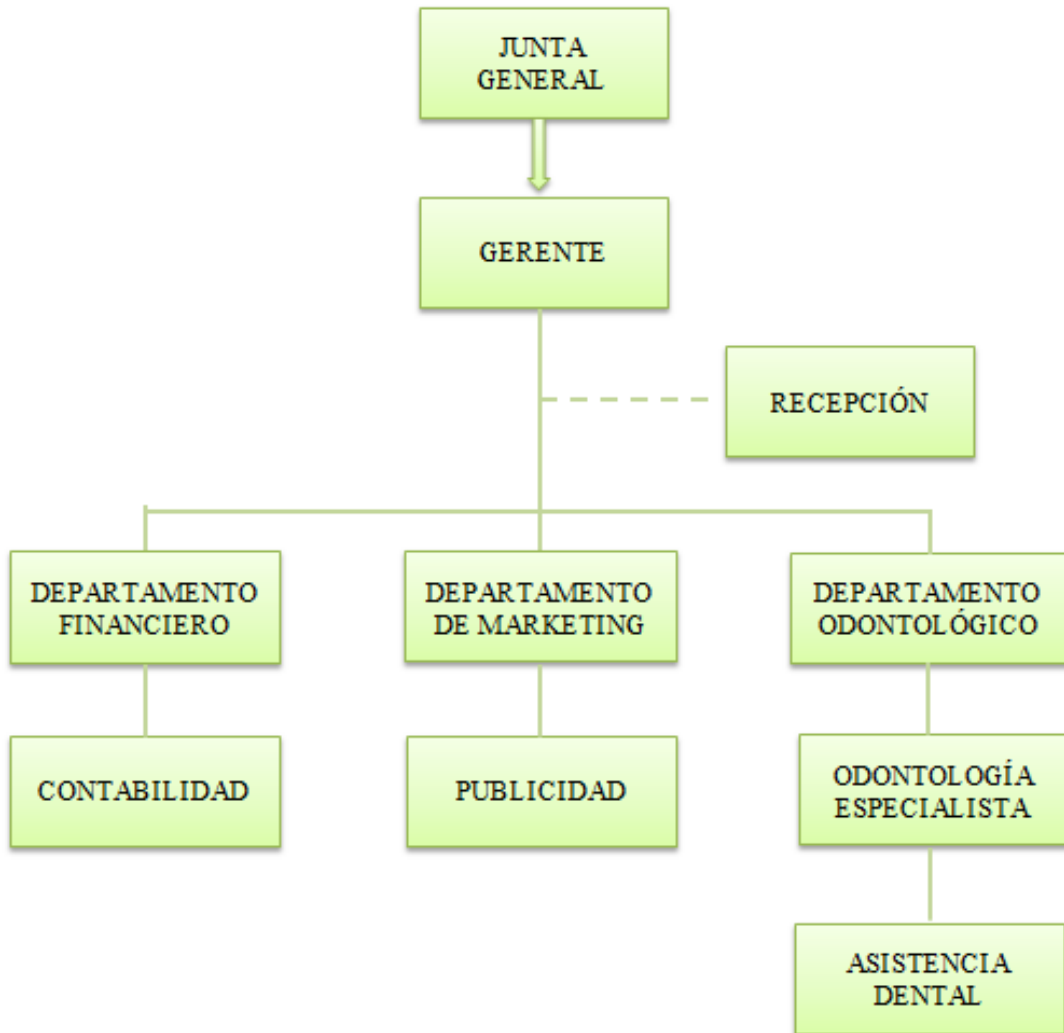 JUNTA
GENERAL
GERENTE
RECEPCIÓN
DEPARTAMENTO
FINANCIERO
DEPARTAMENTO
DE MARKETING
DEPARTAMENTO
ODONTOLÓGICO
CONTABILIDAD
PUBLICIDAD
ODONTOLOGÍA
ESPECIALISTA
ASISTENCIA
DENTAL